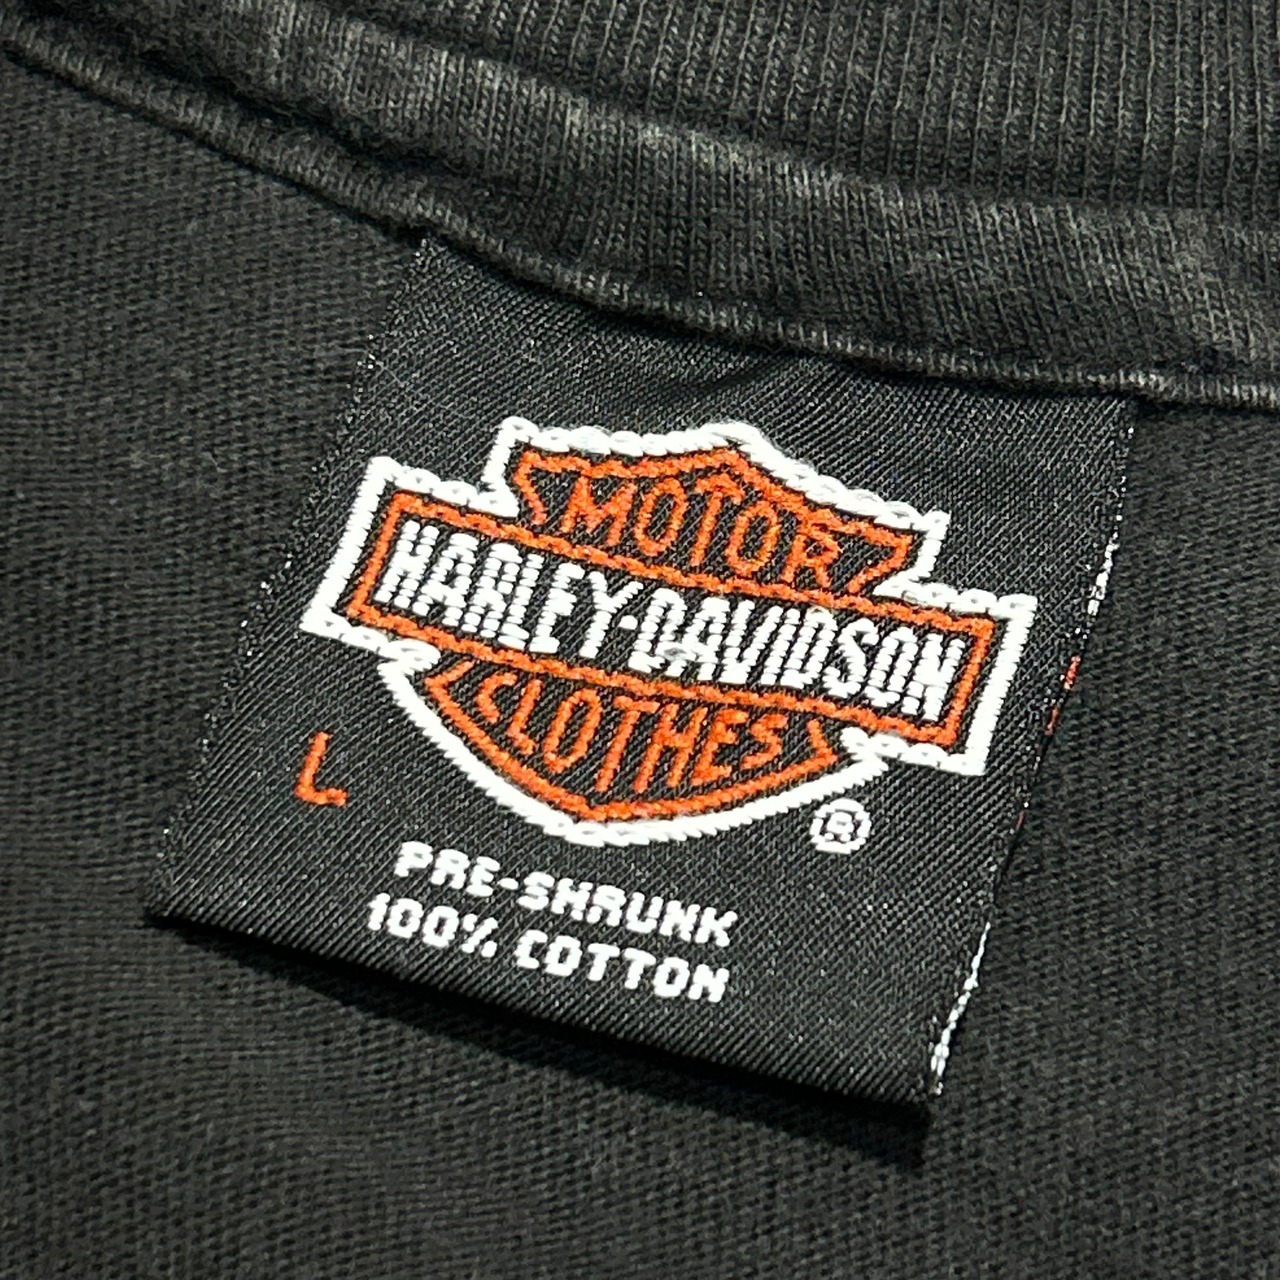 MOTOR
HARLEY-DAVIDSON
CLOTHES
L
®
PRE-SHRUNK
100% COTTON